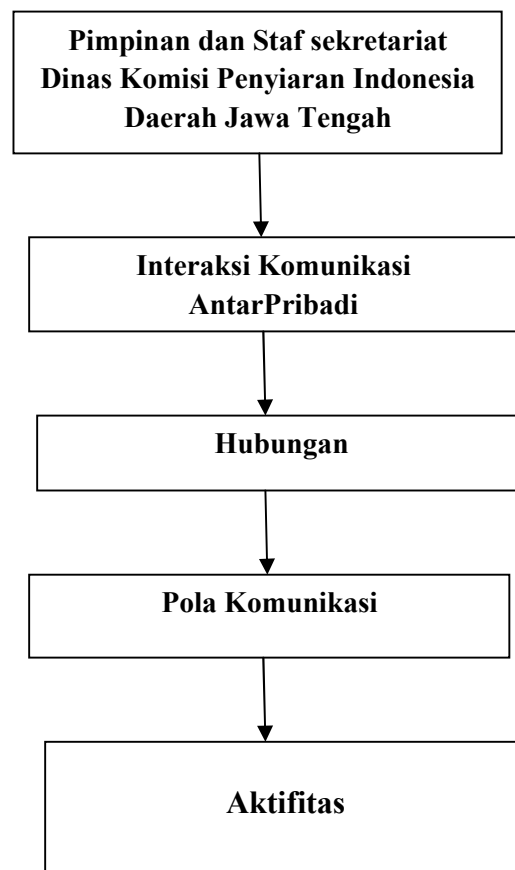 Pimpinan dan Staf sekretariat
Dinas Komisi Penyiaran Indonesia
Daerah Jawa Tengah
Interaksi Komunikasi
AntarPribadi
Hubungan
Pola Komunikasi
Aktifitas